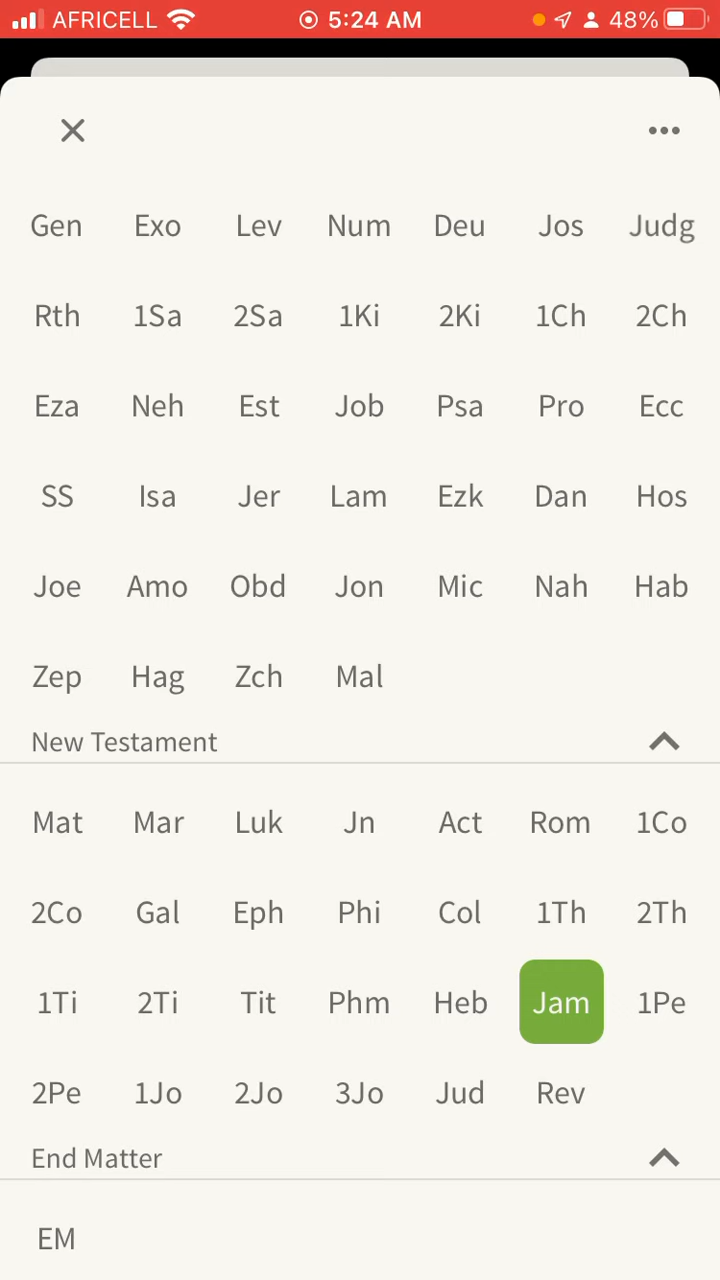 AFRICELL 5:24 AM 48%
Gen Exo Lev Num Deu Jos Judg
Rth 1Sa 2Sa 1Ki 2Ki 1Ch 2Ch
Eza Neh Est Job Psa Pro Ecc
SS Isa Jer Lam Ezk Dan Hos
Joe Amo Obd Jon Mic Nah Hab
Zep Hag Zch Mal
New Testament
Mat Mar Luk Jn Act Rom 1Co
2Co Gal Eph Phi Col 1Th 2Th
1Ti 2Ti Tit Phm Heb Jam 1Pe
2Pe 1Jo 2Jo 3Jo Jud Rev
End Matter
EM